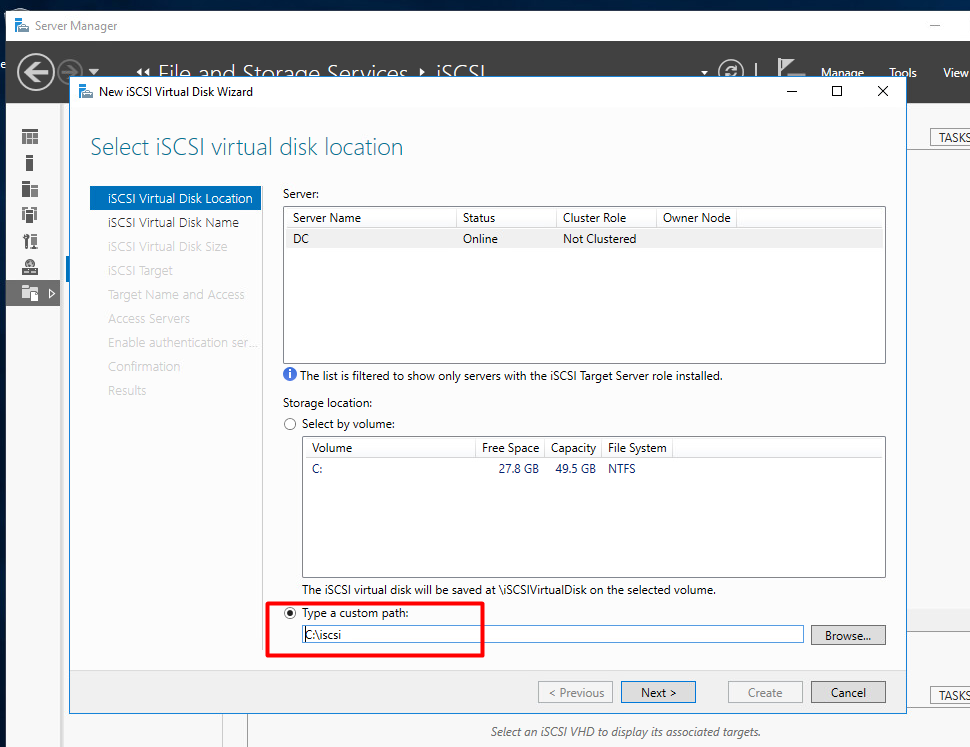 Server Manager
File and Storage Services
iSCSI
Manage
Tools
View
New iSCSI Virtual Disk Wizard
TASKS
Select iSCSI virtual disk location
iSCSI Virtual Disk Location
iSCSI Virtual Disk Name
iSCSI Virtual Disk Size
iSCSI Target
Target Name and Access
Access Servers
Enable authentication ser...
Confirmation
Results
Server:
Server Name Status Cluster Role Owner Node
DC Online Not Clustered
The list is filtered to show only servers with the iSCSI Target Server role installed.
Storage location:
Select by volume:
Volume Free Space Capacity File System
C: 27.8 GB 49.5 GB NTFS
The iSCSI virtual disk will be saved at \iSCSIVirtualDisk on the selected volume.
Type a custom path:
C:\iscsi
Browse...
< Previous
Next >
Create
Cancel
TASKS
Select an iSCSI VHD to display its associated targets.